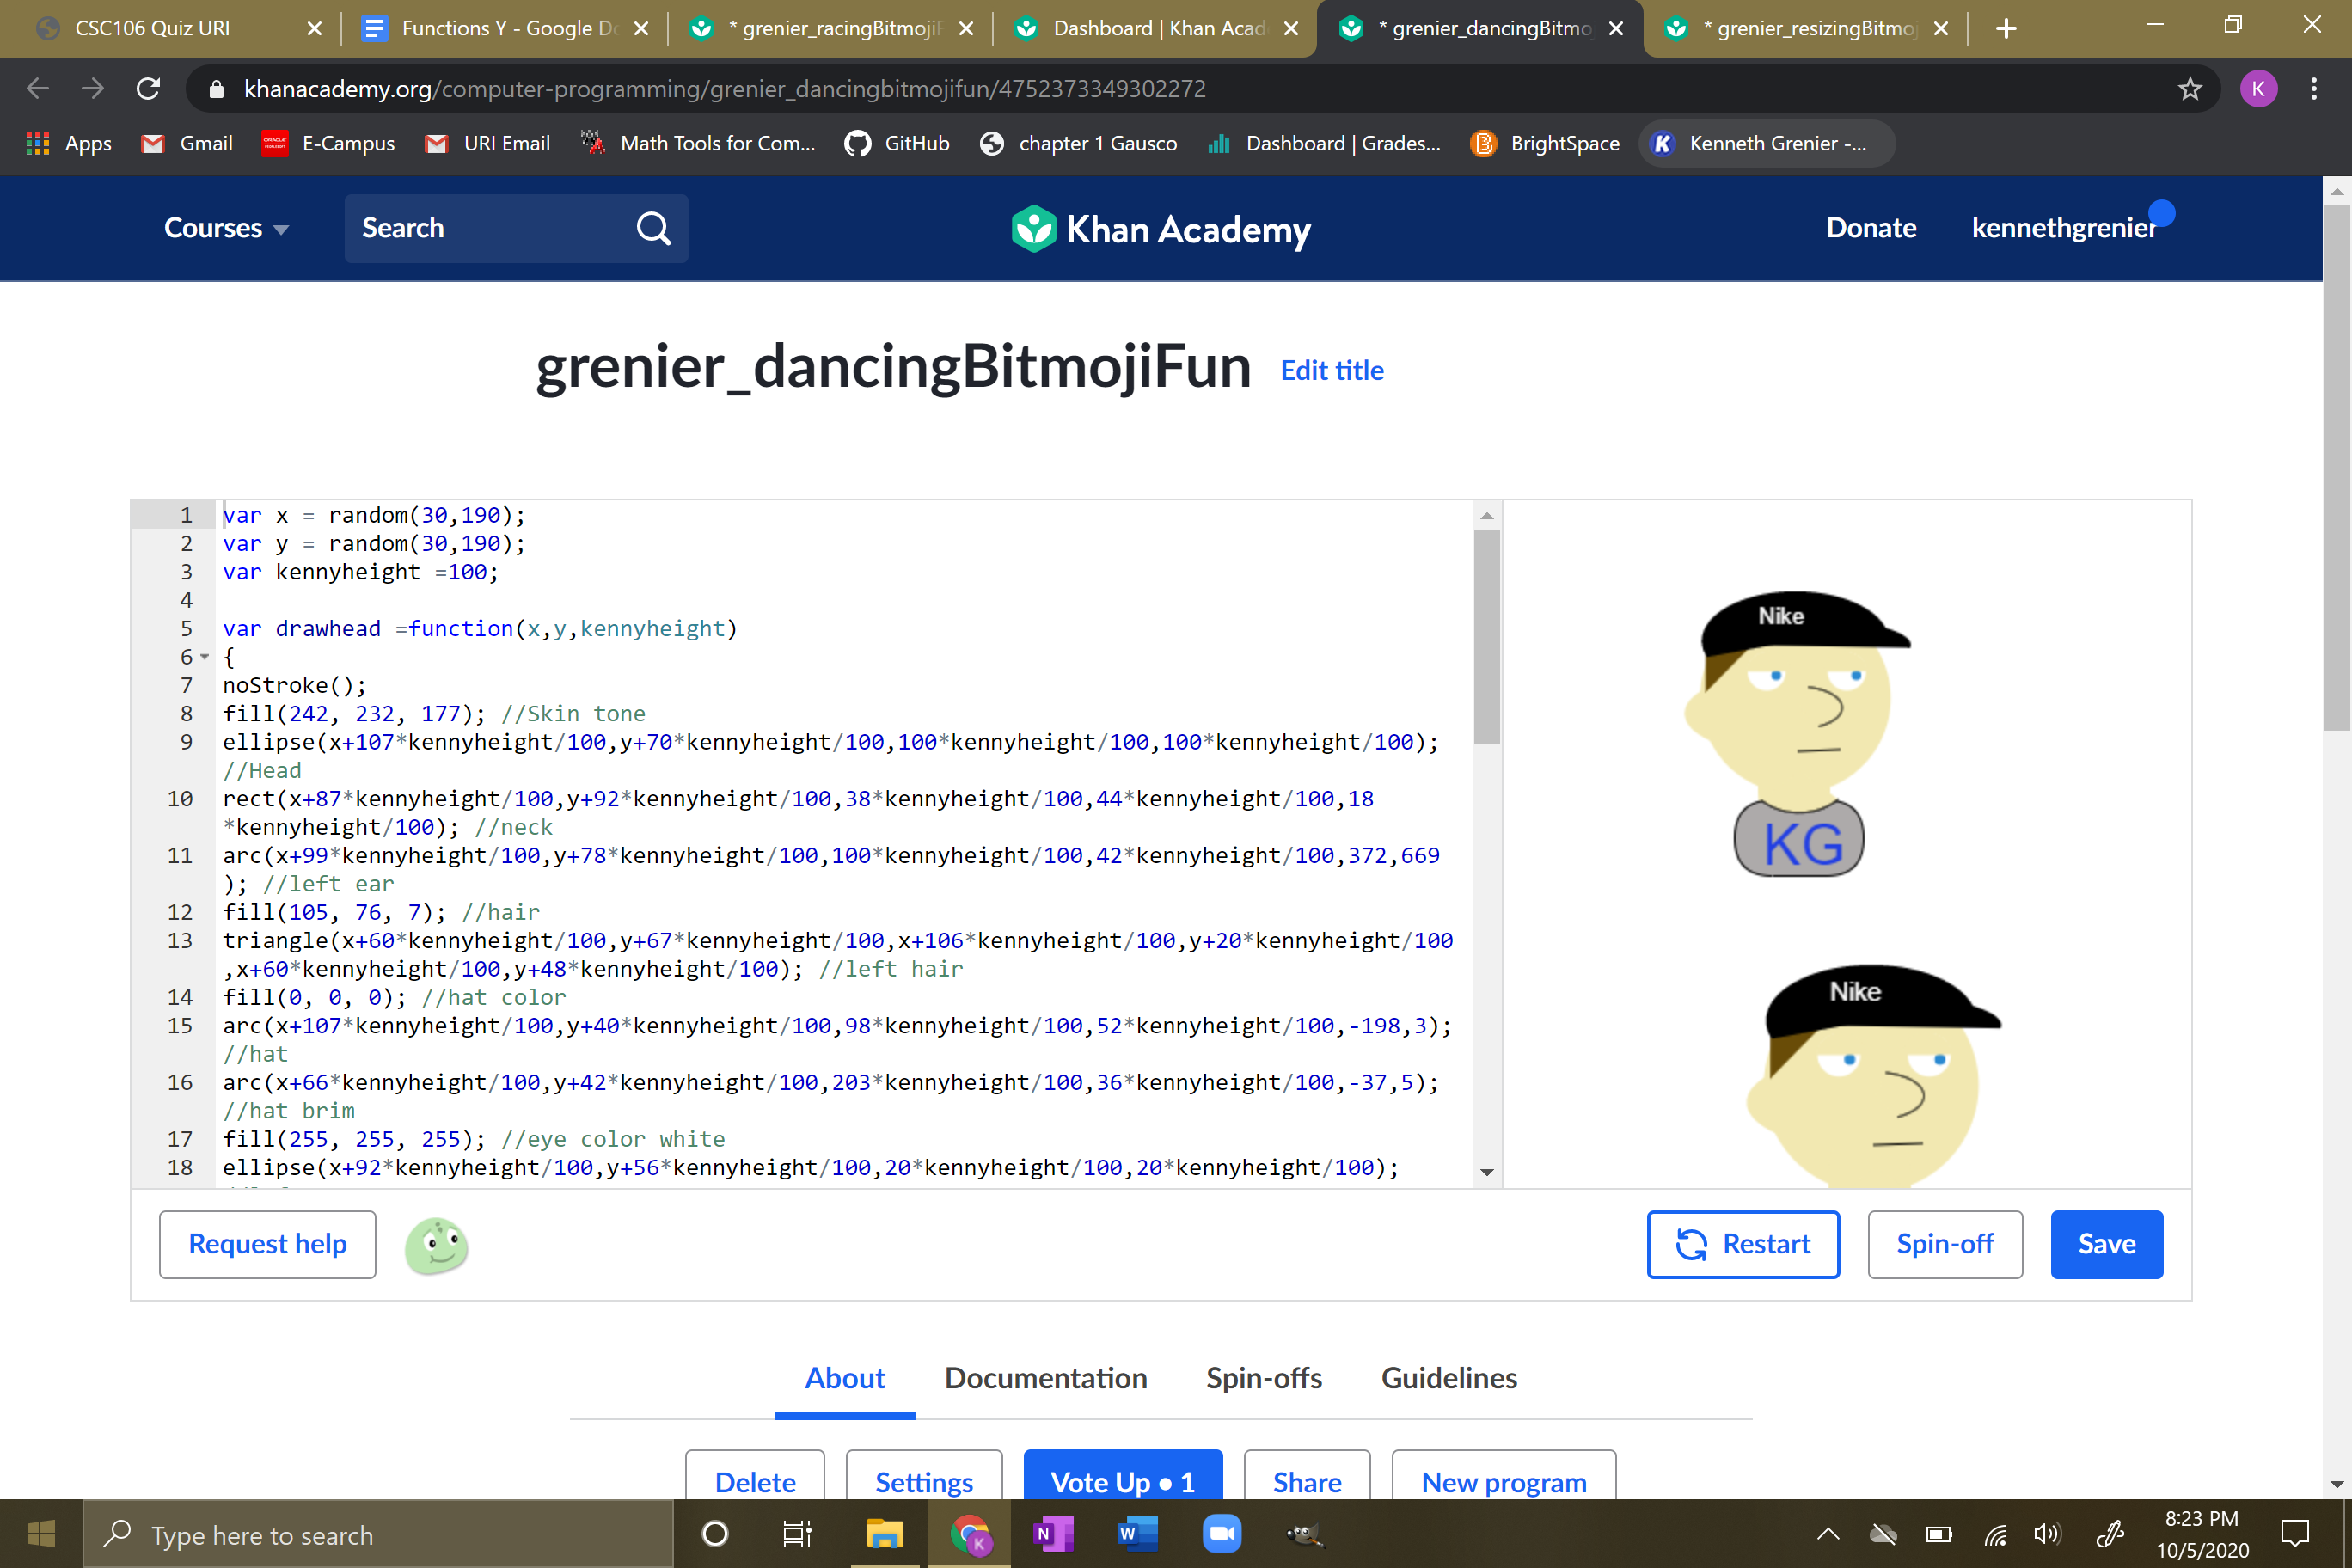 CSC106 Quiz URI
Functions Y - Google Do
* grenier_racingBitmojiF
Dashboard | Khan Acad
* grenier_dancingBitmo
* grenier_resizingBitmoj
khanacademy.org/computer-programming/grenier_dancingbitmojifun/4752373349302272
K
Apps
Gmail
E-Campus
URI Email
Math Tools for Com...
GitHub
chapter 1 Gausco
Dashboard | Grades...
BrightSpace
Kenneth Grenier -...
Courses
Search
Khan Academy
Donate
kennethgrenier
grenier_dancingBitmojiFun
Edit title
1 var x = random(30,190);
2 var y = random(30,190);
3 var kennyheight =100;
4
5 var drawhead =function(x,y,kennyheight)
6 {
7 noStroke();
8 fill(242, 232, 177); //Skin tone
9 ellipse(x+107*kennyheight/100,y+70*kennyheight/100,100*kennyheight/100,100*kennyheight/100);
//Head
10 rect(x+87*kennyheight/100,y+92*kennyheight/100,38*kennyheight/100,44*kennyheight/100,18
*kennyheight/100); //neck
11 arc(x+99*kennyheight/100,y+78*kennyheight/100,100*kennyheight/100,42*kennyheight/100,372,669
); //left ear
12 fill(105, 76, 7); //hair
13 triangle(x+60*kennyheight/100,y+67*kennyheight/100,x+106*kennyheight/100,y+20*kennyheight/100
,x+60*kennyheight/100,y+48*kennyheight/100); //left hair
14 fill(0, 0, 0); //hat color
15 arc(x+107*kennyheight/100,y+40*kennyheight/100,98*kennyheight/100,52*kennyheight/100,-198,3);
//hat
16 arc(x+66*kennyheight/100,y+42*kennyheight/100,203*kennyheight/100,36*kennyheight/100,-37,5);
//hat brim
17 fill(255, 255, 255); //eye color white
18 ellipse(x+92*kennyheight/100,y+56*kennyheight/100,20*kennyheight/100,20*kennyheight/100);
Nike
KG
Nike
Request help
Restart
Spin-off
Save
About
Documentation
Spin-offs
Guidelines
Delete
Settings
Vote Up • 1
Share
New program
Type here to search
8:23 PM
10/5/2020